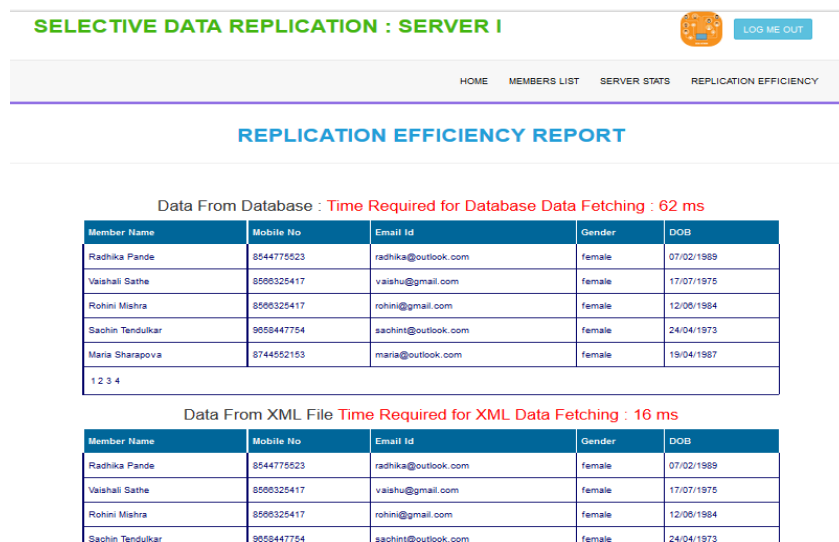 SELECTIVE DATA REPLICATION : SERVER I
LOG ME OUT
HOME MEMBERS LIST SERVER STATS REPLICATION EFFICIENCY
REPLICATION EFFICIENCY REPORT
Data From Database : Time Required for Database Data Fetching : 62 ms
Member Name Mobile No Email Id Gender DOB
Radhika Pande 8544775523 radhika@outlook.com female 07/02/1989
Vaishali Sathe 8566325417 vaishu@gmail.com female 17/07/1975
Rohini Mishra 8566325417 rohini@gmail.com female 12/06/1984
Sachin Tendulkar 9658447754 sachint@outlook.com female 24/04/1973
Maria Sharapova 8744552153 maria@outlook.com female 19/04/1987
1 2 3 4
Data From XML File Time Required for XML Data Fetching : 16 ms
Member Name Mobile No Email Id Gender DOB
Radhika Pande 8544775523 radhika@outlook.com female 07/02/1989
Vaishali Sathe 8566325417 vaishu@gmail.com female 17/07/1975
Rohini Mishra 8566325417 rohini@gmail.com female 12/06/1984
Sachin Tendulkar 9658447754 sachint@outlook.com female 24/04/1973